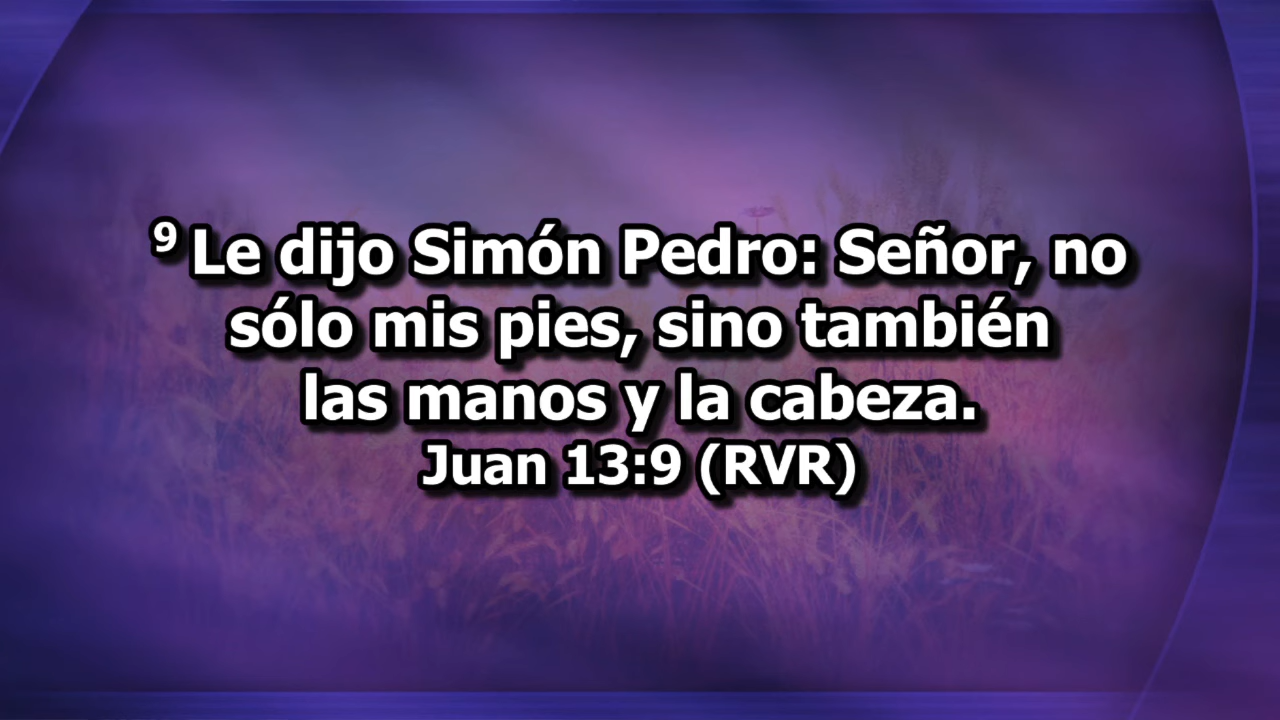 9 Le dijo Simón Pedro: Señor, no
sólo mis pies, sino también
las manos y la cabeza.
Juan 13:9 (RVR)